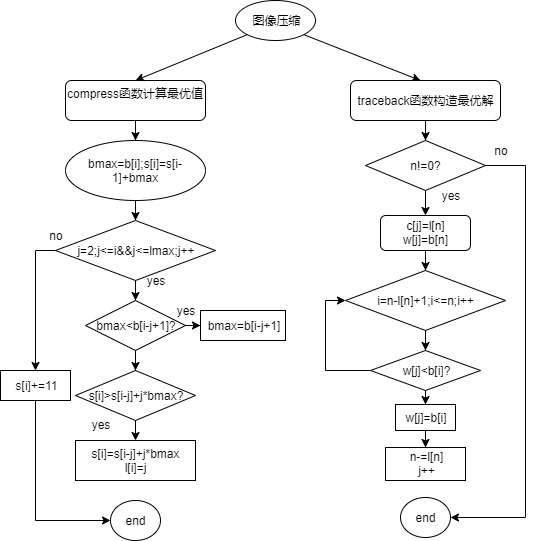 图像压缩
compress函数计算最优值
bmax=b[i];s[i]=s[i-
1]+bmax
no
j=2;j<=i&&j<=lmax;j++
yes
bmax<b[i-j+1]?
yes
bmax=b[i-j+1]
s[i]+=11
s[i]>s[i-j]+j*bmax?
yes
s[i]=s[i-j]+j*bmax
l[i]=j
end
traceback函数构造最优解
n!=0?
no
yes
c[j]=l[n]
w[j]=b[n]
i=n-l[n]+1;i<=n;i++
w[j]<b[i]?
w[j]=b[i]
n-=l[n]
j++
end